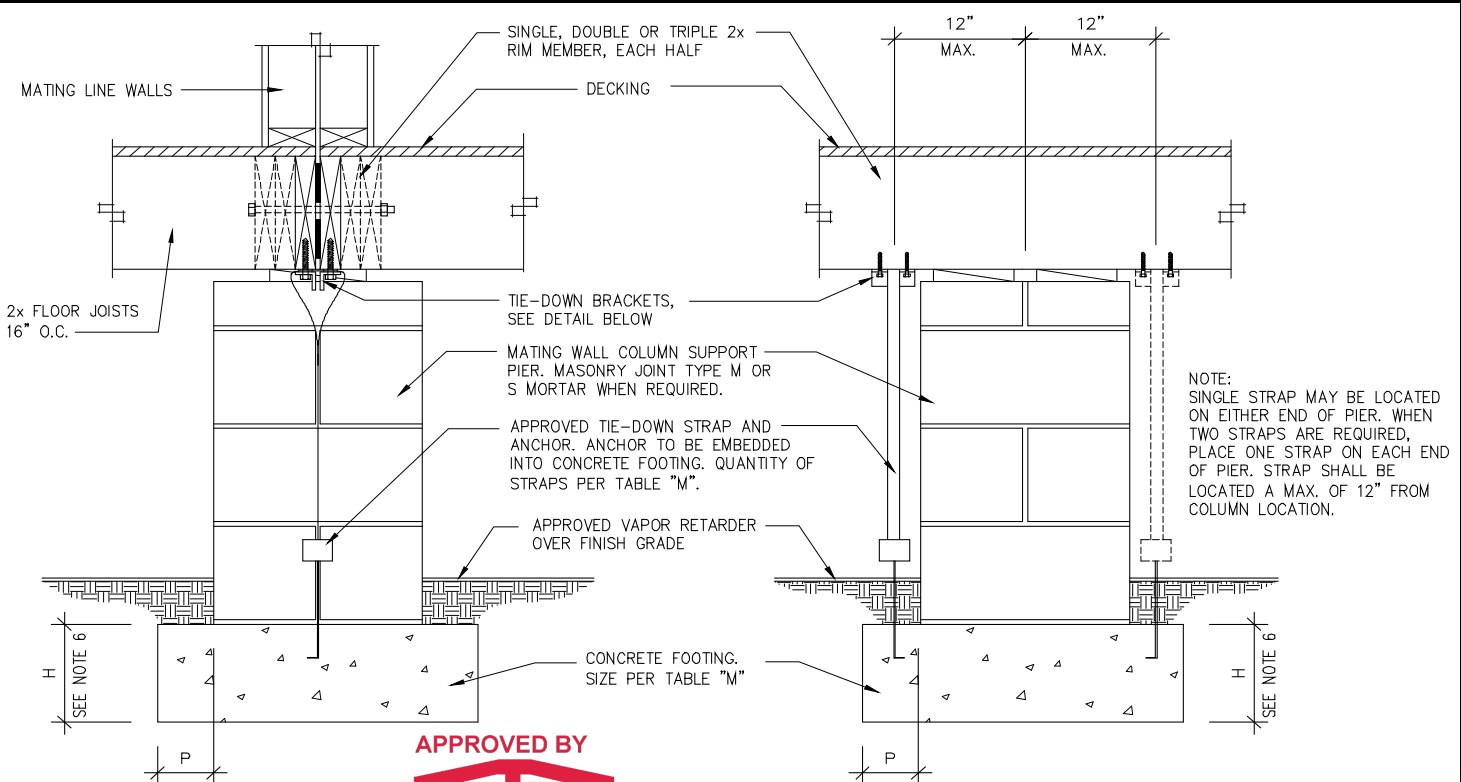 SINGLE, DOUBLE OR TRIPLE 2x
RIM MEMBER, EACH HALF
12"
MAX.
12"
MAX.
MATING LINE WALLS
DECKING
2x FLOOR JOISTS
16" O.C.
TIE-DOWN BRACKETS,
SEE DETAIL BELOW
MATING WALL COLUMN SUPPORT
PIER. MASONRY JOINT TYPE M OR
S MORTAR WHEN REQUIRED.
APPROVED TIE-DOWN STRAP AND
ANCHOR. ANCHOR TO BE EMBEDDED
INTO CONCRETE FOOTING. QUANTITY OF
STRAPS PER TABLE "M".
NOTE:
SINGLE STRAP MAY BE LOCATED
ON EITHER END OF PIER. WHEN
TWO STRAPS ARE REQUIRED,
PLACE ONE STRAP ON EACH END
OF PIER. STRAP SHALL BE
LOCATED A MAX. OF 12" FROM
COLUMN LOCATION.
APPROVED VAPOR RETARDER
OVER FINISH GRADE
H
SEE NOTE 6
CONCRETE FOOTING.
SIZE PER TABLE "M"
H
SEE NOTE 6
P
P
APPROVED BY